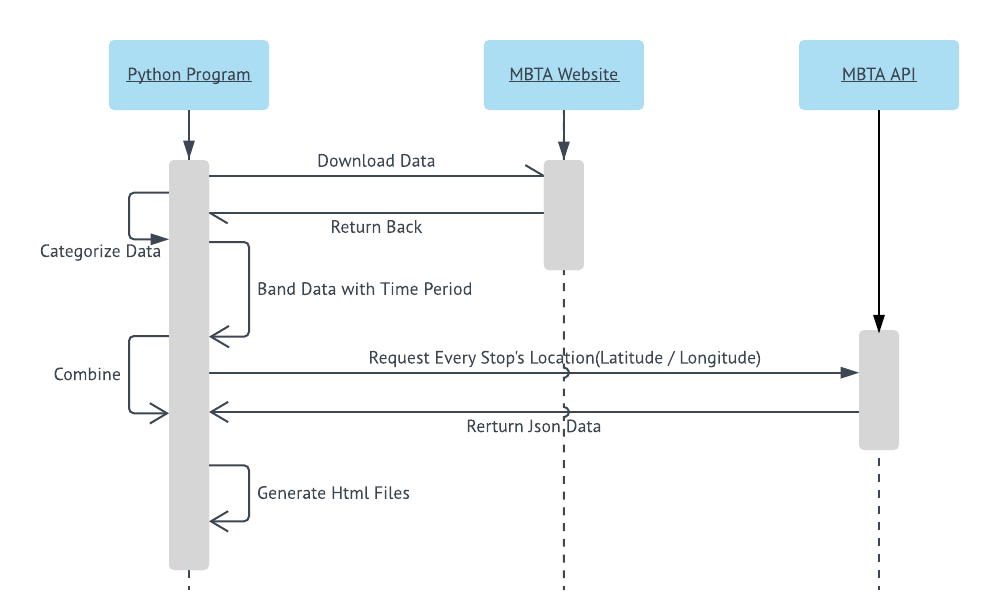 Python Program
MBTA Website
MBTA API
Download Data
Return Back
Categorize Data
Band Data with Time Period
Request Every Stop's Location(Latitude / Longitude)
Combine
Rerturn Json Data
Generate Html Files